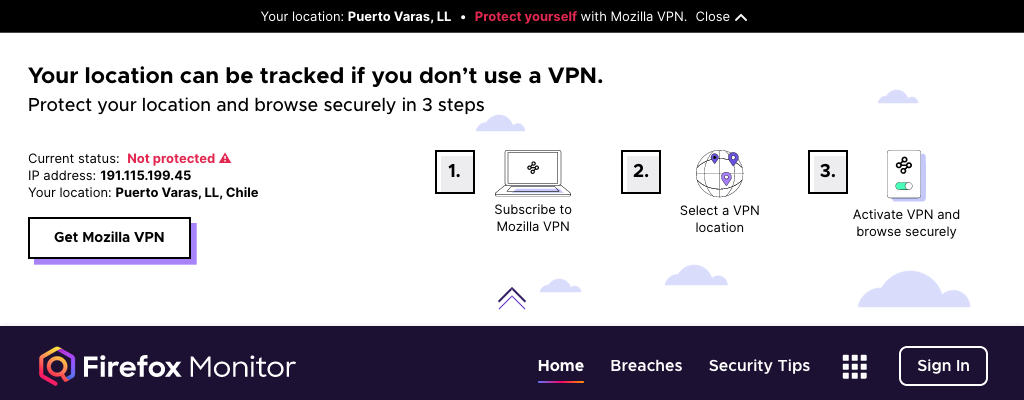 Your location: Puerto Varas, LL • Protect yourself with Mozilla VPN. Close
Your location can be tracked if you don’t use a VPN.
Protect your location and browse securely in 3 steps
Current status: Not protected
IP address: 191.115.199.45
Your location: Puerto Varas, LL, Chile
Get Mozilla VPN
1.
Subscribe to
Mozilla VPN
2.
Select a VPN
location
3.
Activate VPN and
browse securely
Firefox Monitor
Home
Breaches
Security Tips
Sign In